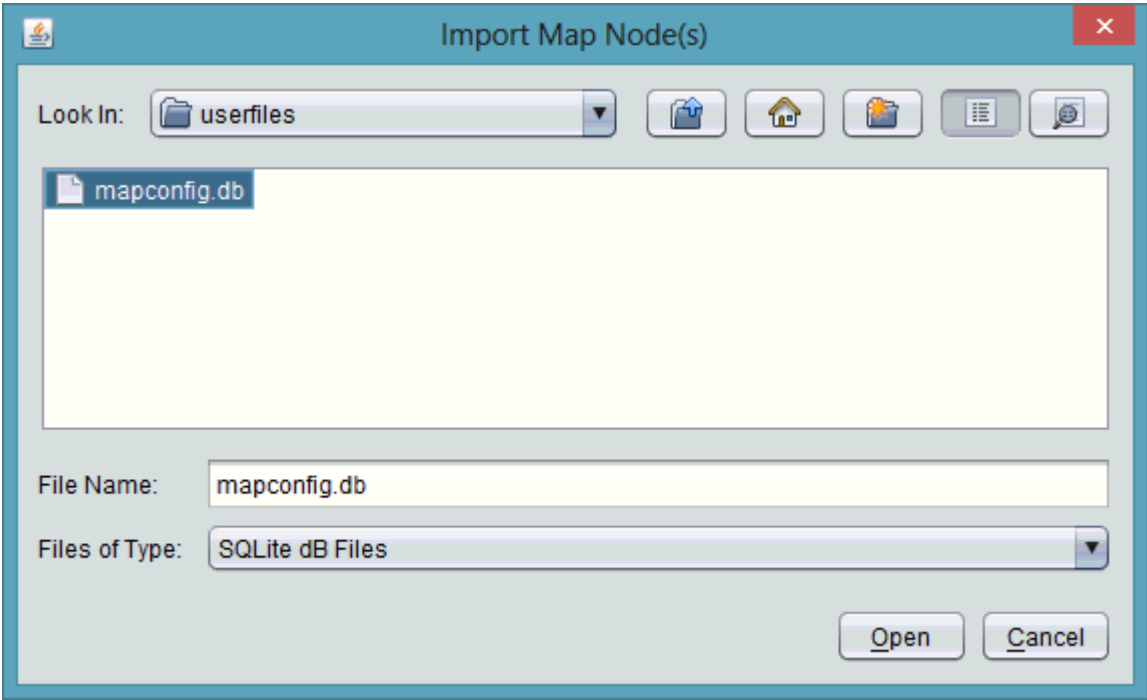 Import Map Node(s)
Look In: userfiles
mapconfig.db
File Name: mapconfig.db
Files of Type: SQLite dB Files
Open Cancel